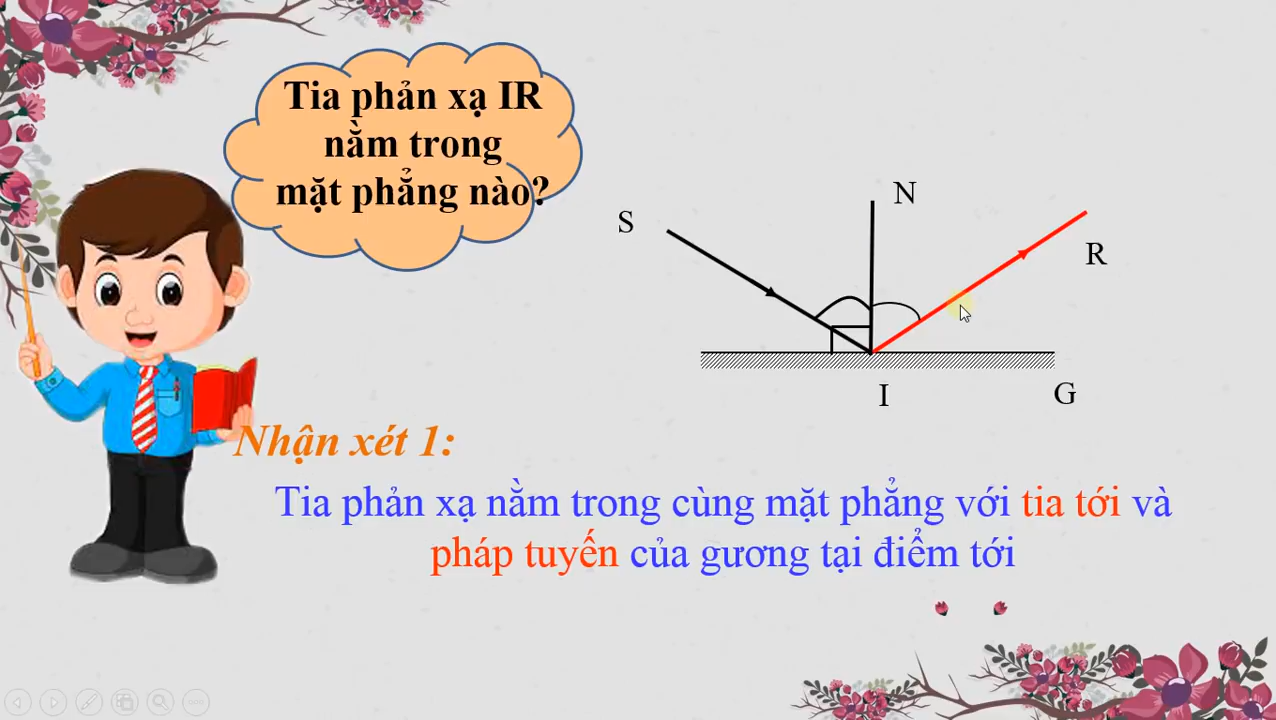 Tia phản xạ IR
nằm trong
mặt phẳng nào?
N
S
R
I
G
Nhận xét 1:
Tia phản xạ nằm trong cùng mặt phẳng với tia tới và
pháp tuyến của gương tại điểm tới